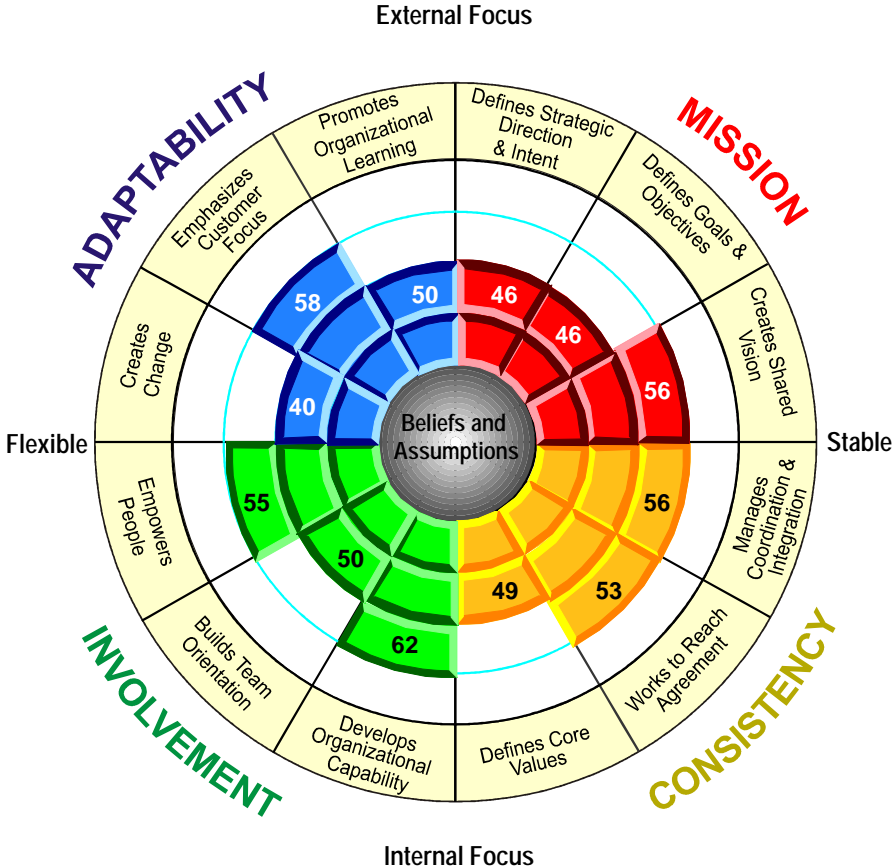 External Focus
ADAPTABILITY
MISSION
Promotes
Organizational
Learning
Defines Strategic
Direction
& Intent
Emphasizes
Customer
Focus
Defines Goals &
Objectives
Creates
Change
Creates Shared
Vision
58
50
46
46
40
56
Flexible
Beliefs and
Assumptions
Stable
55
50
62
49
53
56
Empowers
People
Manages
Coordination &
Integration
Builds Team
Orientation
Works to Reach
Agreement
Develops
Organizational
Capability
Defines Core
Values
INVOLVEMENT
CONSISTENCY
Internal Focus